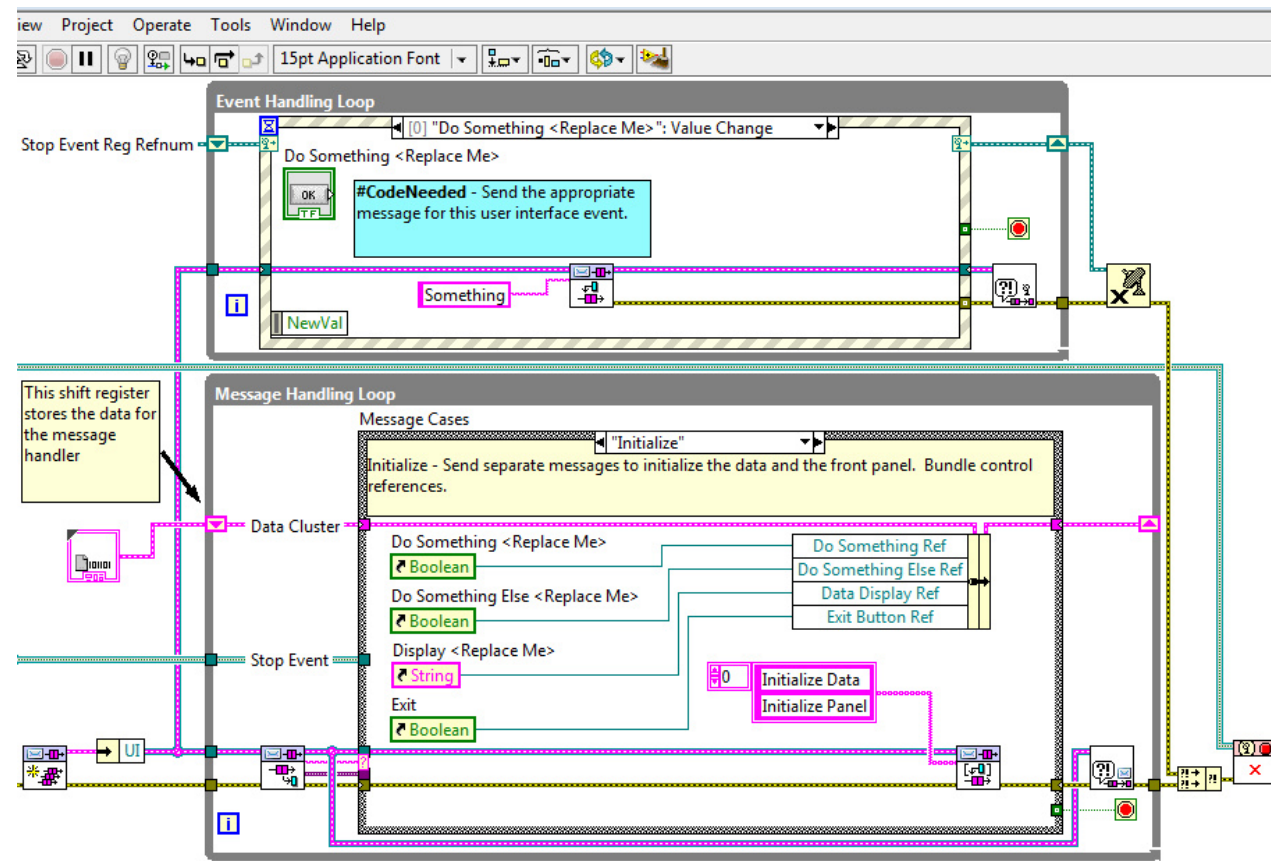 iew Project Operate Tools Window Help
15pt Application Font
Event Handling Loop
[0] "Do Something <Replace Me>": Value Change
Stop Event Reg Refnum
Do Something <Replace Me>
OK
TF
#CodeNeeded - Send the appropriate
message for this user interface event.
Something
i
NewVal
This shift register
stores the data for
the message
handler
Message Handling Loop
Message Cases
"Initialize"
Initialize - Send separate messages to initialize the data and the front panel. Bundle control
references.
Data Cluster
Do Something <Replace Me>
Boolean
Do Something Else <Replace Me>
Boolean
Display <Replace Me>
String
Exit
Boolean
Do Something Ref
Do Something Else Ref
Data Display Ref
Exit Button Ref
Stop Event
0
Initialize Data
Initialize Panel
UI
?
?!
?!
?!
i